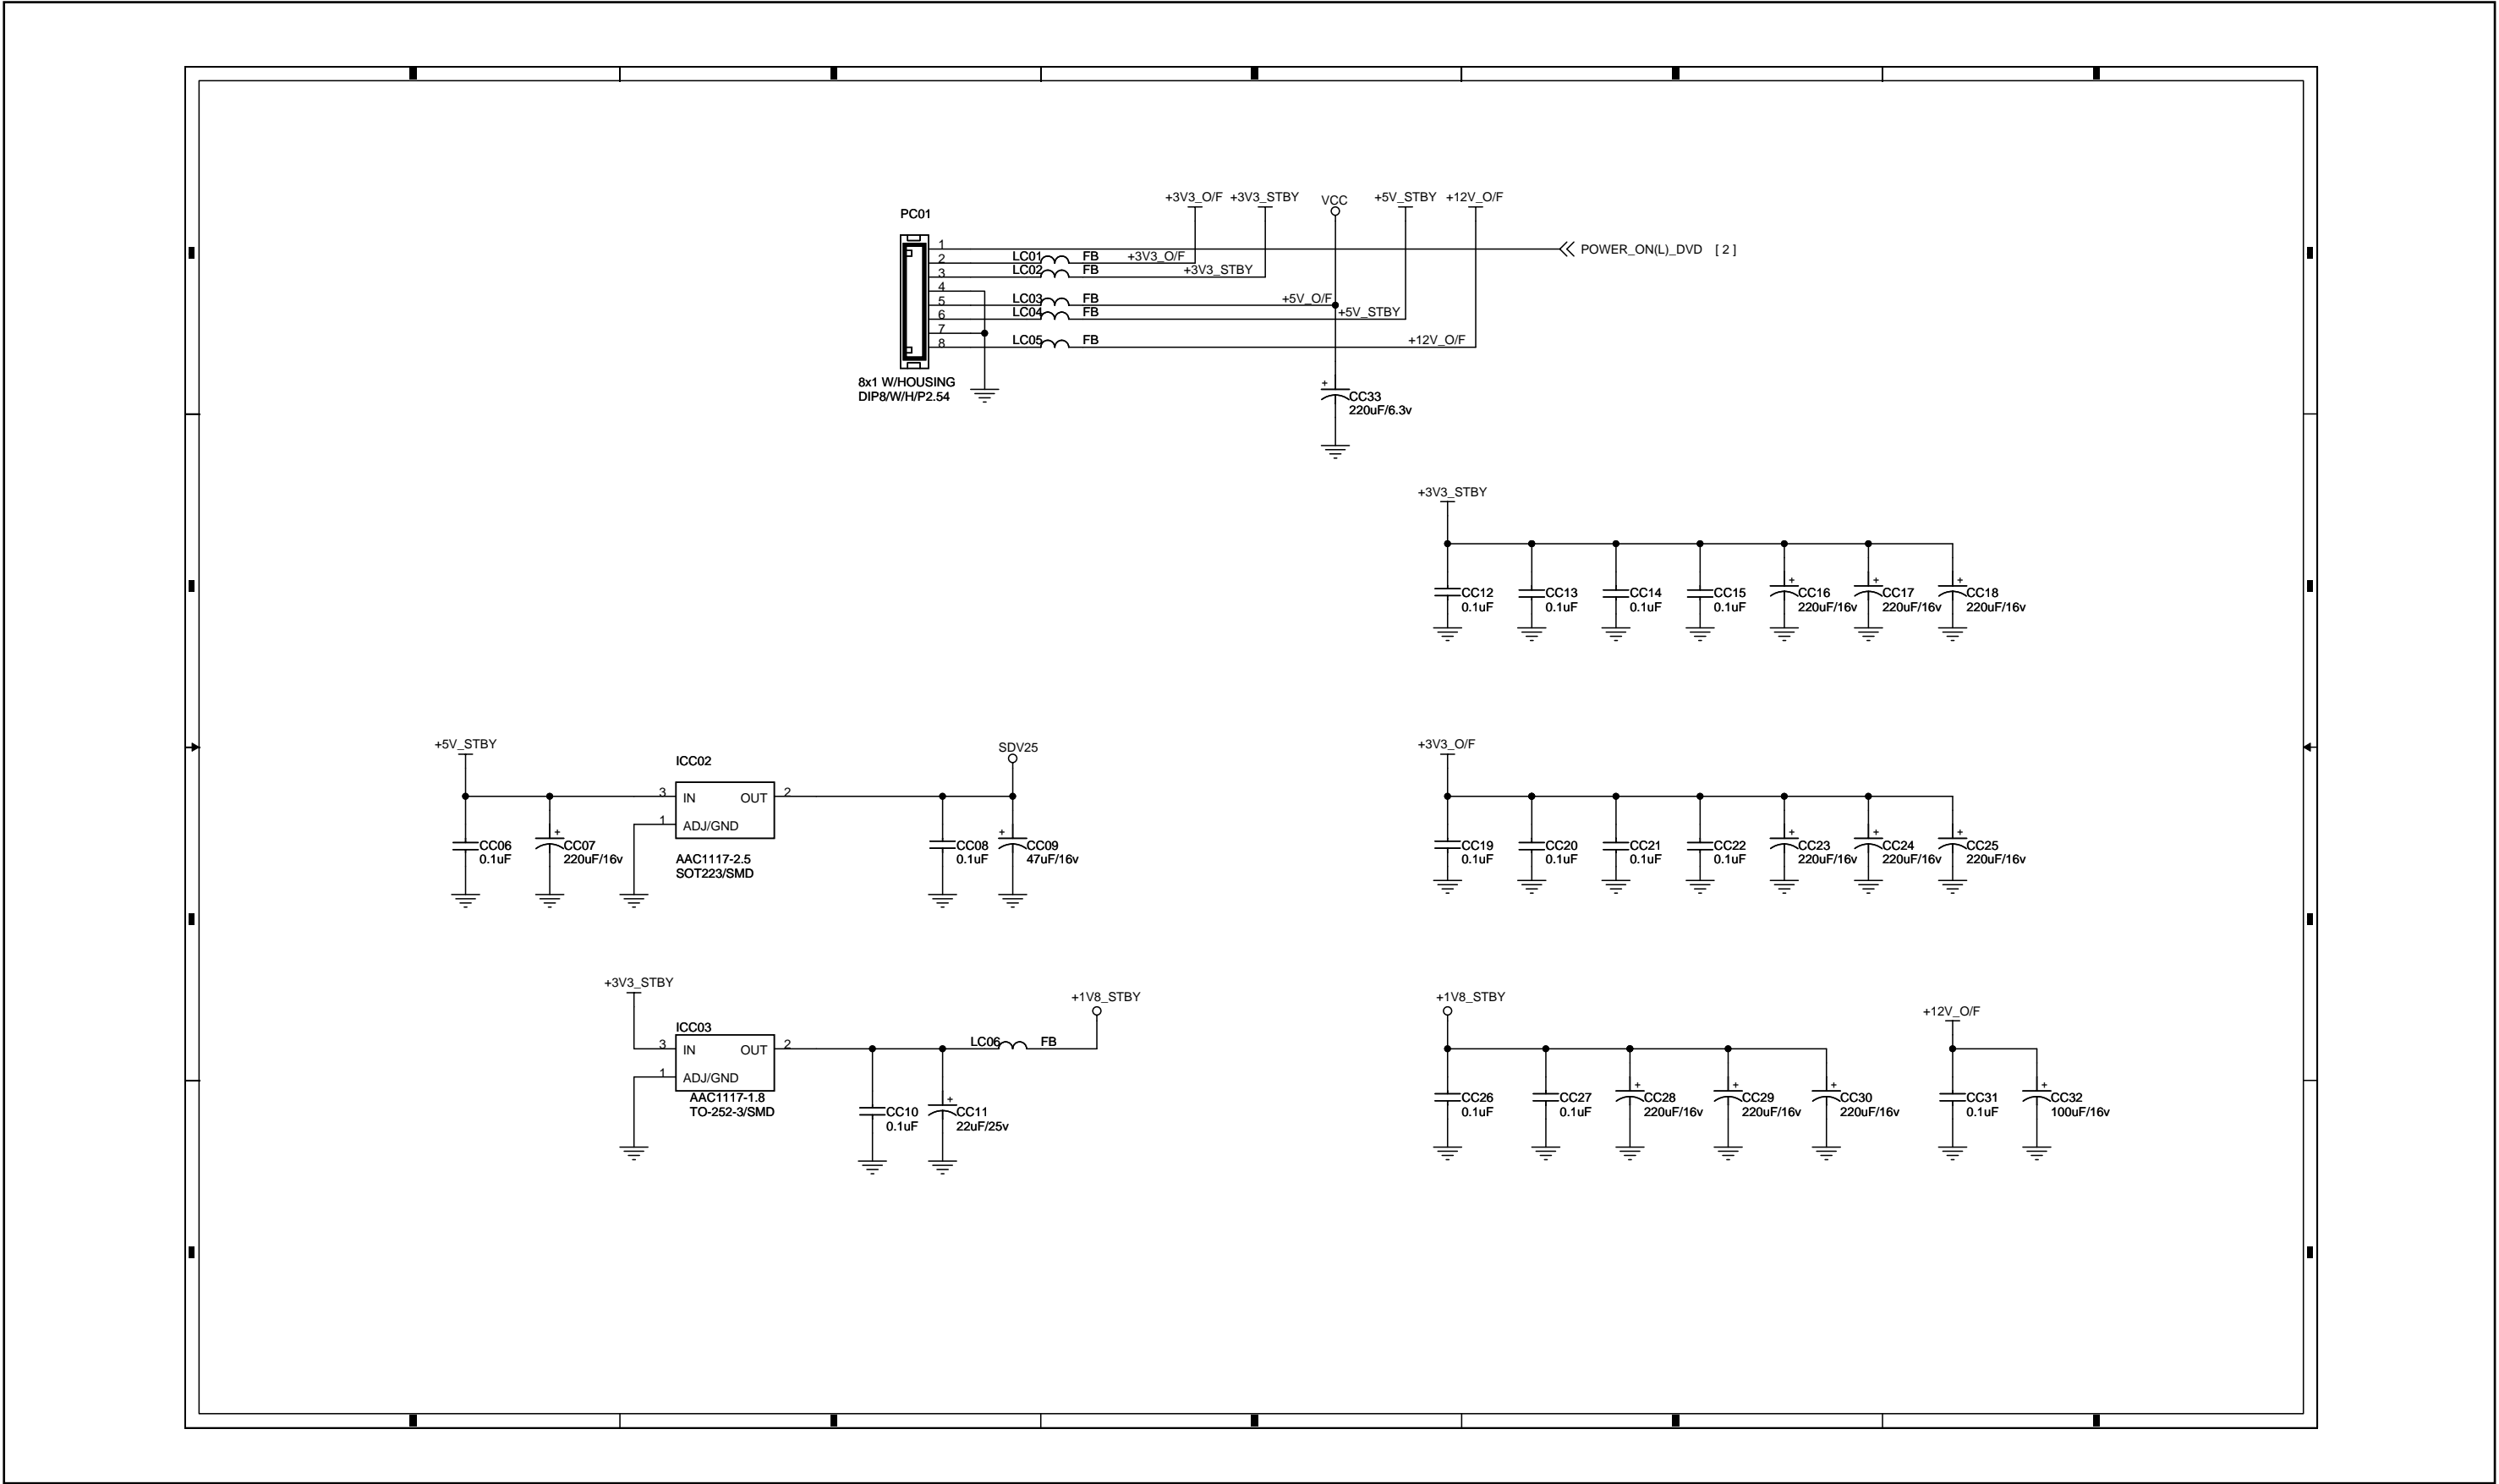 +3V3_O/F +3V3_STBY VCC +5V_STBY +12V_O/F
PC01
1 POWER_ON(L)_DVD [ 2 ]
2 LC01 FB +3V3_O/F
3 LC02 FB +3V3_STBY
4
5 LC03 FB +5V_O/F
6 LC04 FB +5V_STBY
7
8 LC05 FB +12V_O/F
8x1 W/HOUSING
DIP8/W/H/P2.54
+ CC33
220uF/6.3v
+3V3_STBY
CC12 CC13 CC14 CC15 + CC16 + CC17 + CC18
0.1uF 0.1uF 0.1uF 0.1uF 220uF/16v 220uF/16v 220uF/16v
+5V_STBY
ICC02
SDV25
3 IN OUT 2
1 ADJ/GND
CC06 + CC07
0.1uF 220uF/16v
AAC1117-2.5
SOT223/SMD
CC08 + CC09
0.1uF 47uF/16v
+3V3_O/F
CC19 CC20 CC21 CC22 + CC23 + CC24 + CC25
0.1uF 0.1uF 0.1uF 0.1uF 220uF/16v 220uF/16v 220uF/16v
+3V3_STBY
ICC03
3 IN OUT 2
1 ADJ/GND
AAC1117-1.8
TO-252-3/SMD
LC06 FB
+1V8_STBY
CC10 + CC11
0.1uF 22uF/25v
+1V8_STBY
CC26 CC27 + CC28 + CC29 + CC30
0.1uF 0.1uF 220uF/16v 220uF/16v 220uF/16v
+12V_O/F
CC31 + CC32
0.1uF 100uF/16v